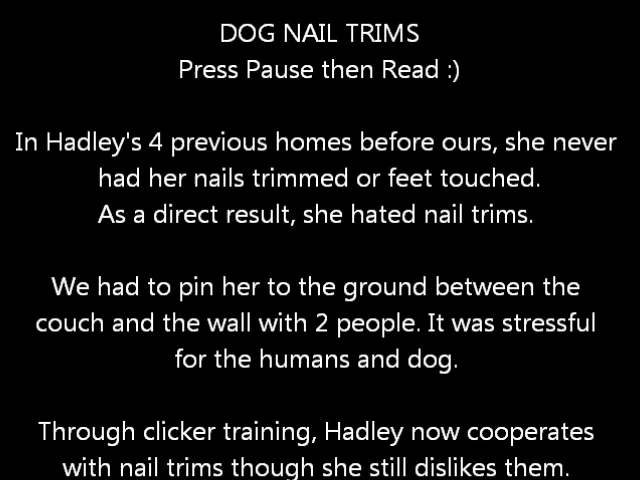 DOG NAIL TRIMS
Press Pause then Read :)
In Hadley's 4 previous homes before ours, she never
had her nails trimmed or feet touched.
As a direct result, she hated nail trims.
We had to pin her to the ground between the
couch and the wall with 2 people. It was stressful
for the humans and dog.
Through clicker training, Hadley now cooperates
with nail trims though she still dislikes them.